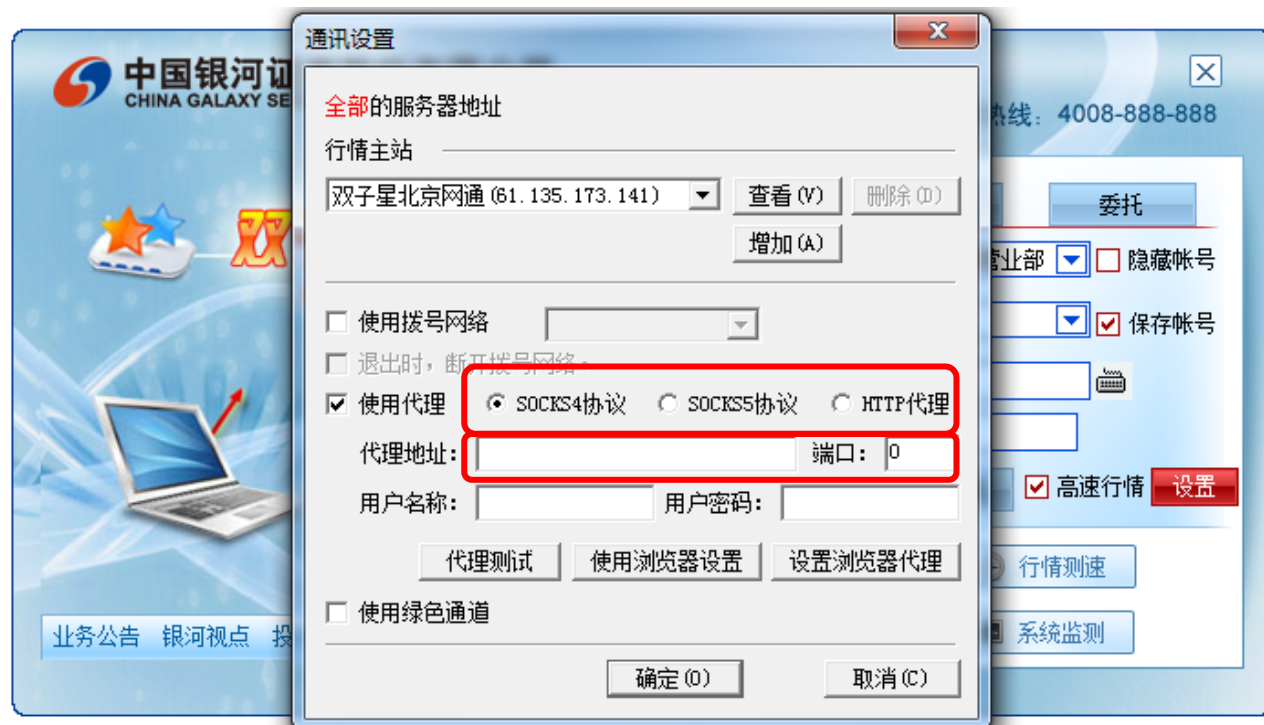 通讯设置
中国银河证
CHINA GALAXY SE
热线：4008-888-888
全部的服务器地址
行情主站
双子星北京网通(61.135.173.141)
查看(V)
删除(D)
增加(A)
双
委托
营业部
隐藏帐号
保存帐号
使用拨号网络
退出时，断开拨号网络。
使用代理 SOCKS4协议 SOCKS5协议 HTTP代理
代理地址： 端口：0
用户名称： 用户密码：
高速行情 设置
代理测试 使用浏览器设置 设置浏览器代理
行情测速
使用绿色通道
业务公告 银河视点 投
系统监测
确定(O) 取消(C)